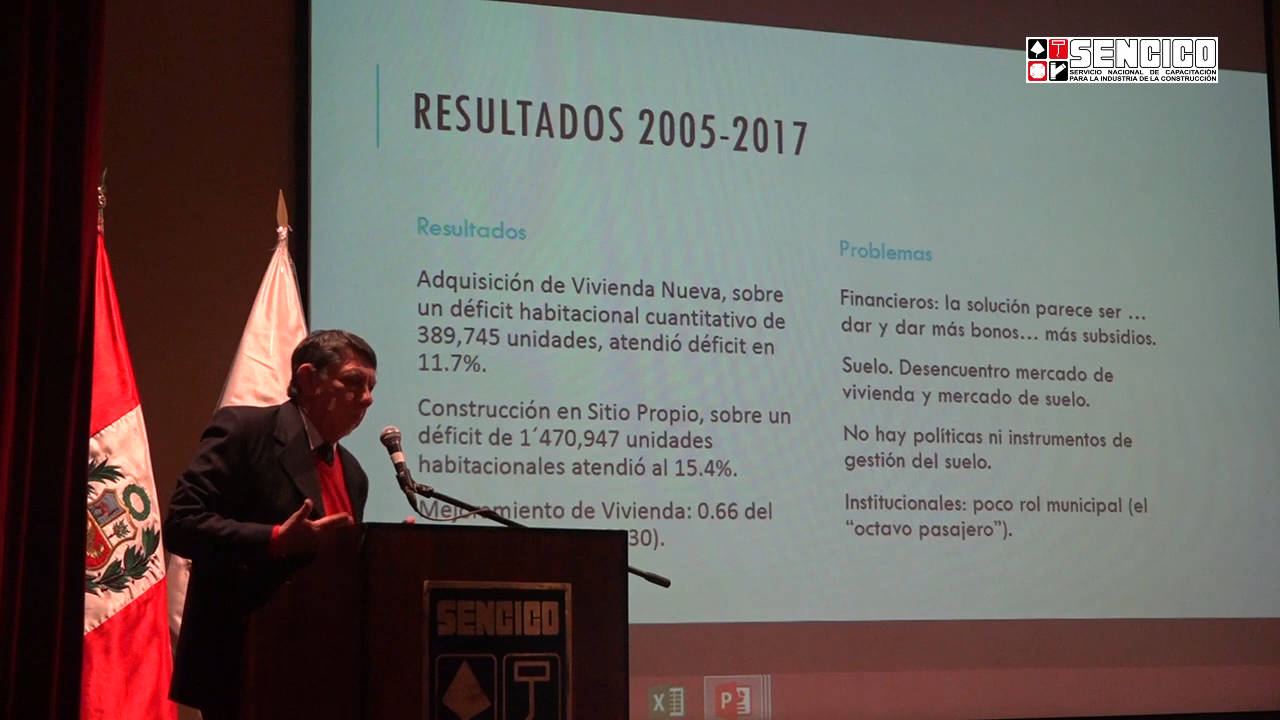 SENCICO
SERVICIO NACIONAL DE CAPACITACIÓN
PARA LA INDUSTRIA DE LA CONSTRUCCIÓN
RESULTADOS 2005-2017
Resultados
Adquisición de Vivienda Nueva, sobre
un déficit habitacional cuantitativo de
389,745 unidades, atendió déficit en
11.7%.
Construcción en Sitio Propio, sobre un
déficit de 1´470,947 unidades
habitacionales atendió al 15.4%.
Mejoramiento de Vivienda: 0.66 del
30).
Problemas
Financieros: la solución parece ser ...
dar y dar más bonos... más subsidios.
Suelo. Desencuentro mercado de
vivienda y mercado de suelo.
No hay políticas ni instrumentos de
gestión del suelo.
Institucionales: poco rol municipal (el
“octavo pasajero”).
SENCICO